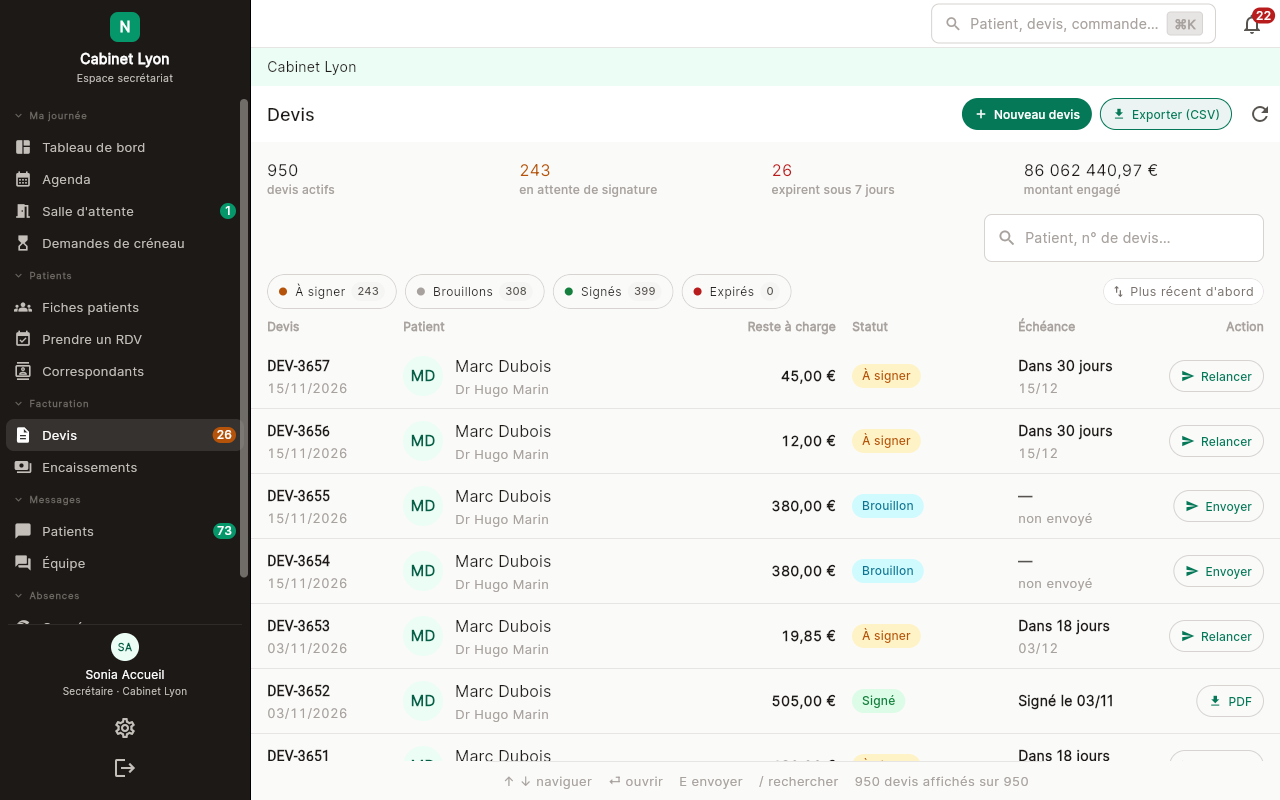 N
Cabinet Lyon
Espace secrétariat
Ma journée
Tableau de bord
Agenda
Salle d'attente 1
Demandes de créneau
Patients
Fiches patients
Prendre un RDV
Correspondants
Facturation
Devis 26
Encaissements
Messages
Patients 73
Équipe
Absences
SA
Sonia Accueil
Secrétaire · Cabinet Lyon
Patient, devis, commande... ⌘K
22
Cabinet Lyon
Devis
+ Nouveau devis
Exporter (CSV)
950
devis actifs
243
en attente de signature
26
expirent sous 7 jours
86 062 440,97 €
montant engagé
Patient, n° de devis...
À signer 243
Brouillons 308
Signés 399
Expirés 0
Plus récent d'abord
Devis Patient Reste à charge Statut Échéance Action
DEV-3657 MD Marc Dubois 45,00 € À signer Dans 30 jours Relancer
15/11/2026 Dr Hugo Marin 15/12
DEV-3656 MD Marc Dubois 12,00 € À signer Dans 30 jours Relancer
15/11/2026 Dr Hugo Marin 15/12
DEV-3655 MD Marc Dubois 380,00 € Brouillon — Envoyer
15/11/2026 Dr Hugo Marin non envoyé
DEV-3654 MD Marc Dubois 380,00 € Brouillon — Envoyer
15/11/2026 Dr Hugo Marin non envoyé
DEV-3653 MD Marc Dubois 19,85 € À signer Dans 18 jours Relancer
03/11/2026 Dr Hugo Marin 03/12
DEV-3652 MD Marc Dubois 505,00 € Signé Signé le 03/11 PDF
03/11/2026 Dr Hugo Marin
DEV-3651 Marc Dubois Dans 18 jours
↑ ↓ naviguer ⏎ ouvrir E envoyer / rechercher 950 devis affichés sur 950